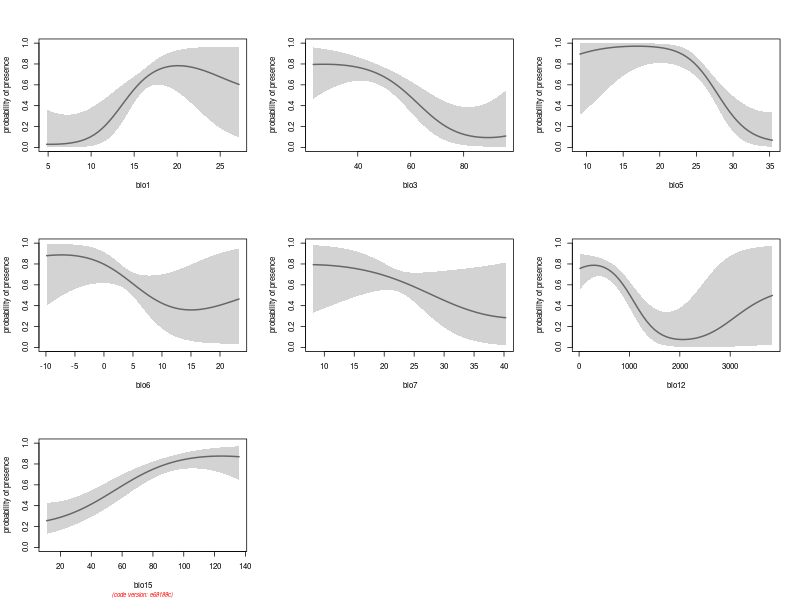 probability of presence
0.0 0.2 0.4 0.6 0.8 1.0
5 10 15 20 25
bio1
probability of presence
0.0 0.2 0.4 0.6 0.8 1.0
40 60 80
bio3
probability of presence
0.0 0.2 0.4 0.6 0.8 1.0
10 15 20 25 30 35
bio5
probability of presence
0.0 0.2 0.4 0.6 0.8 1.0
-10 -5 0 5 10 15 20
bio6
probability of presence
0.0 0.2 0.4 0.6 0.8 1.0
10 15 20 25 30 35 40
bio7
probability of presence
0.0 0.2 0.4 0.6 0.8 1.0
0 1000 2000 3000
bio12
probability of presence
0.0 0.2 0.4 0.6 0.8 1.0
20 40 60 80 100 120 140
bio15
(code version: